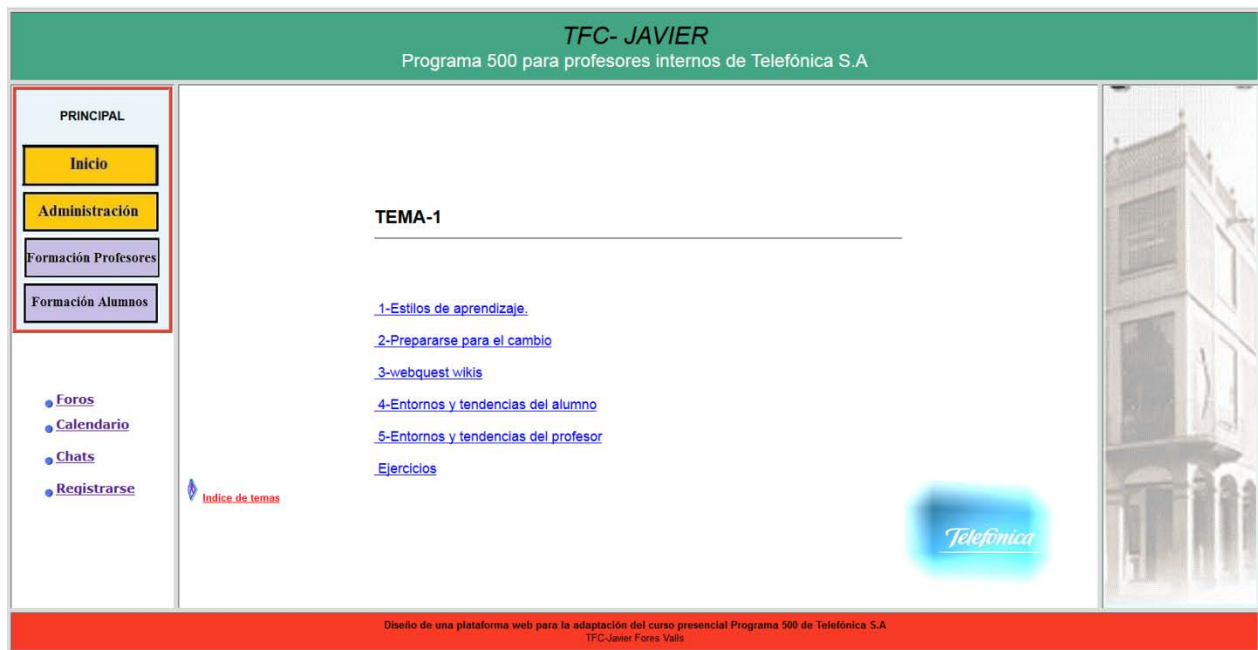 TFC- JAVIER
Programa 500 para profesores internos de Telefónica S.A
PRINCIPAL
Inicio
Administración
Formación Profesores
Formación Alumnos
Foros
Calendario
Chats
Registrarse
TEMA-1
1-Estilos de aprendizaje.
2-Prepararse para el cambio
3-webquest wikis
4-Entornos y tendencias del alumno
5-Entornos y tendencias del profesor
Ejercicios
Indice de temas
Telefónica
Diseño de una plataforma web para la adaptación del curso presencial Programa 500 de Telefónica S.A
TFC-Javier Fores Valls